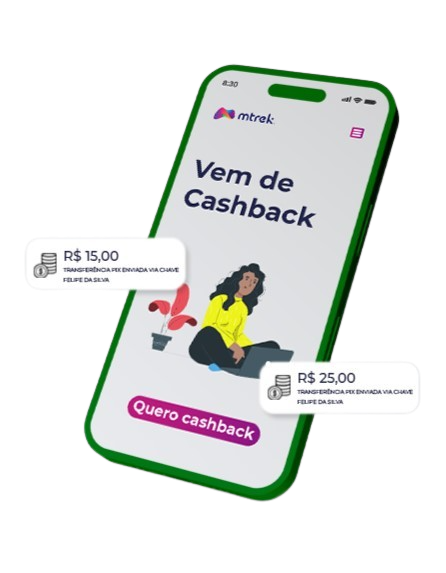 8:30
mtrek
Vem de
Cashback
R$ 15,00
TRANSFERÊNCIA PIX ENVIADA VIA CHAVE
FELIPE DA SILVA
R$ 25,00
TRANSFERÊNCIA PIX ENVIADA VIA CHAVE
FELIPE DA SILVA
Quero cashback